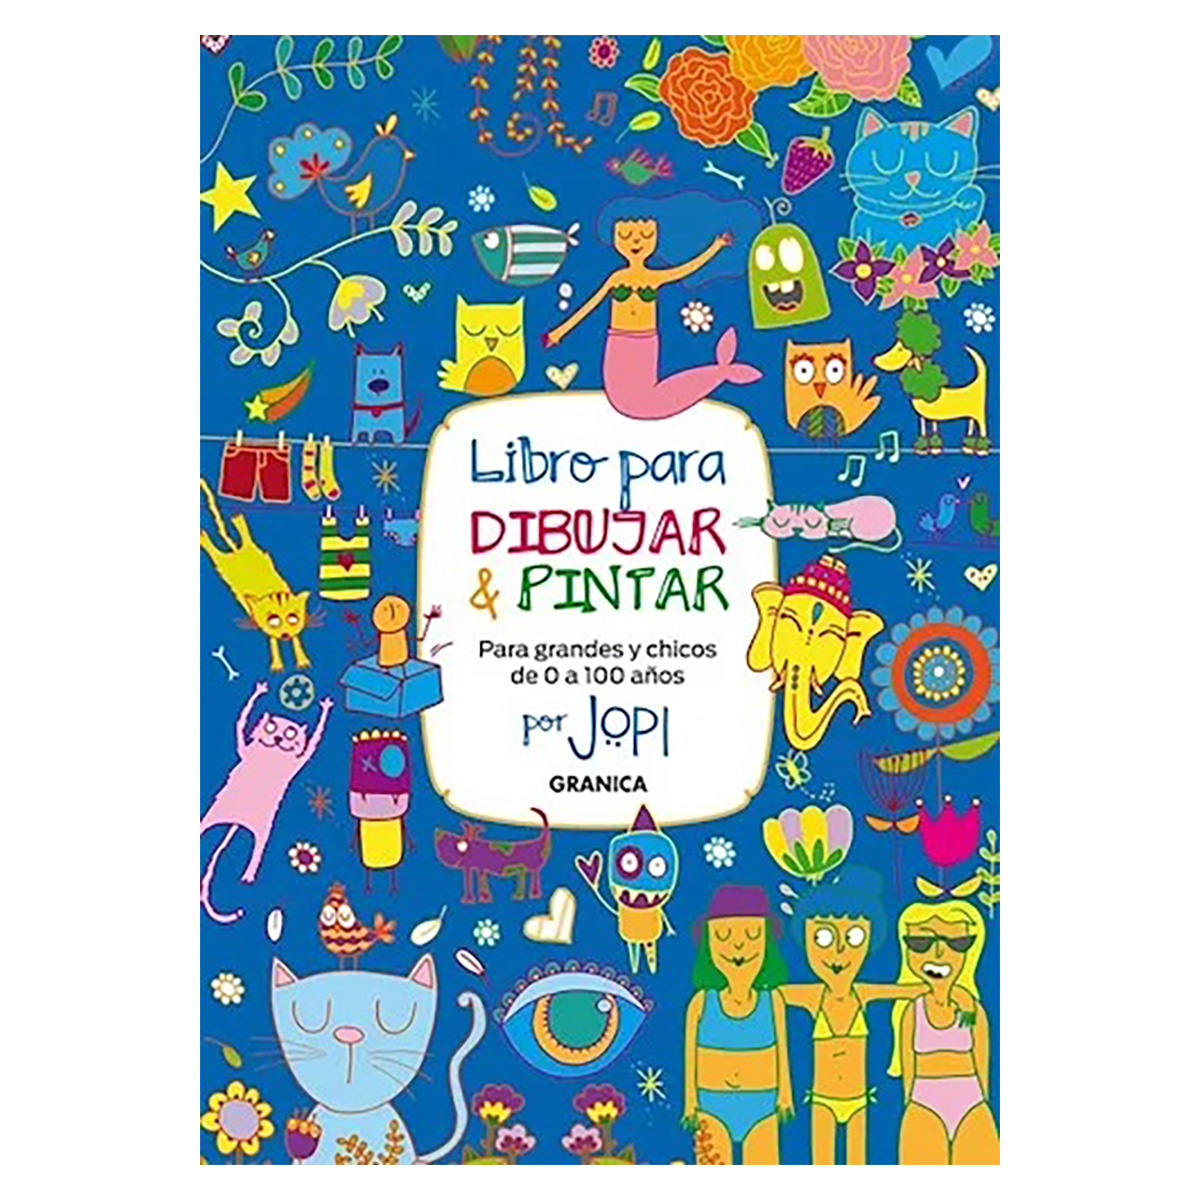 Libro para
DIBUJAR
& PINTAR
Para grandes y chicos
de 0 a 100 años
por JOPI
GRANICA